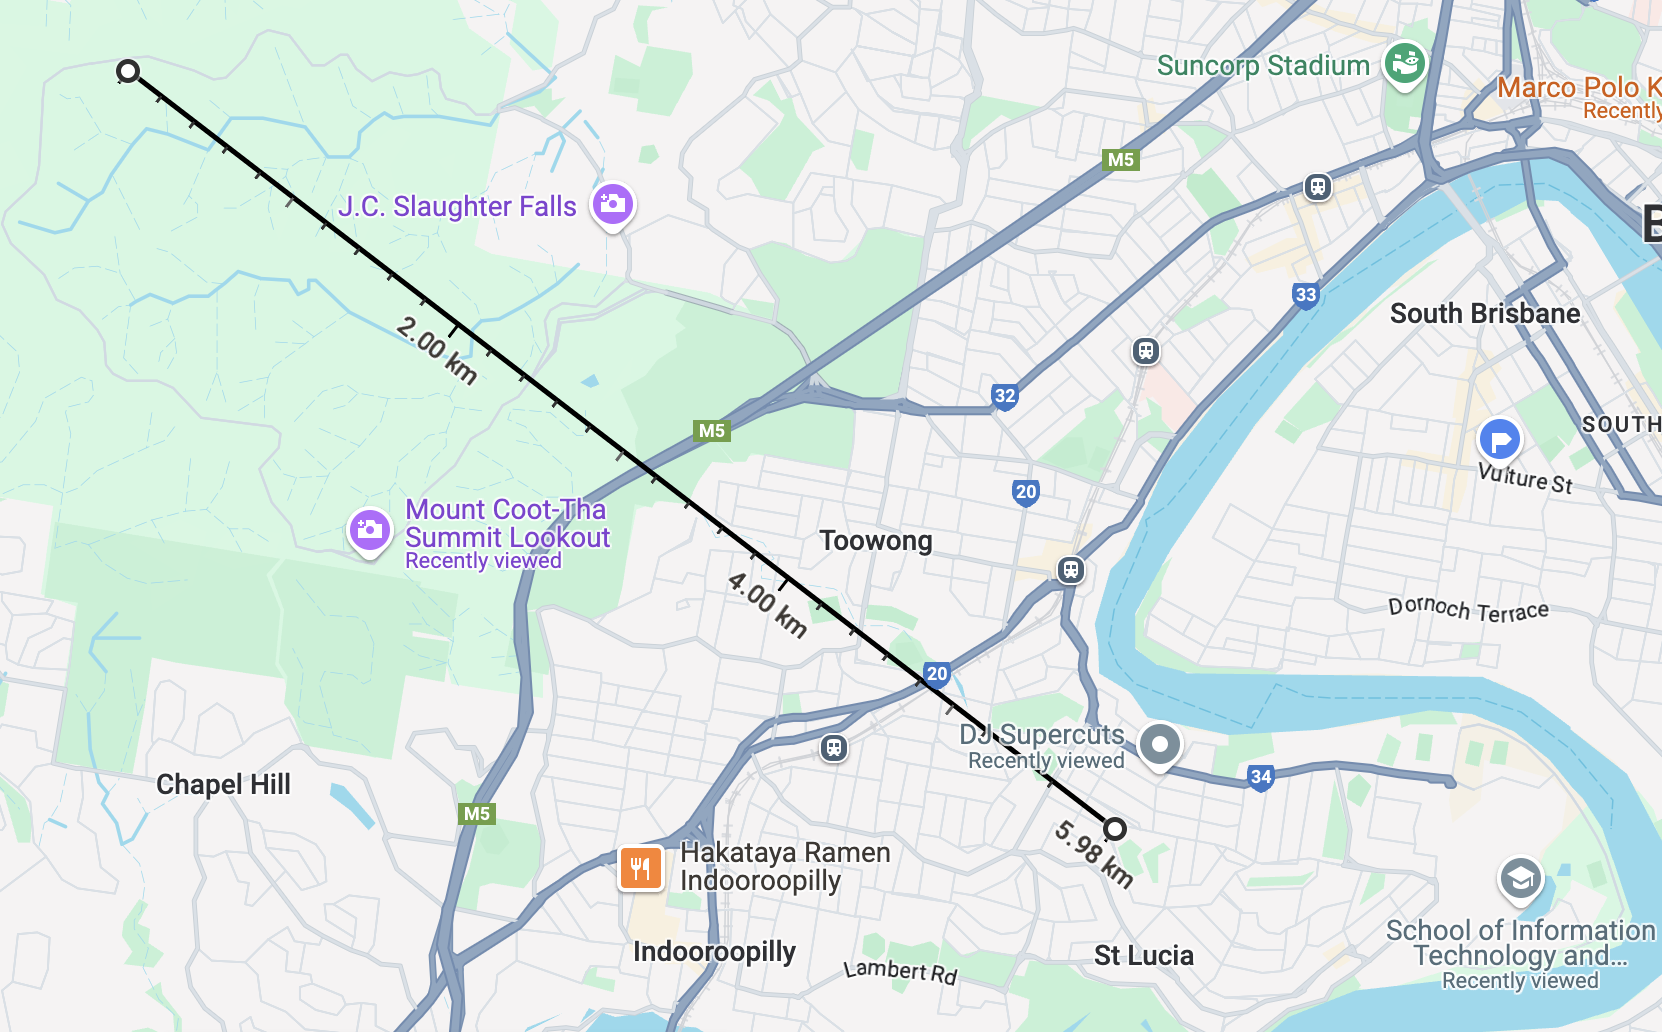 Suncorp Stadium
Marco Polo K
Recently
M5
J.C. Slaughter Falls
B
33
South Brisbane
2.00 km
32
M5
SOUTH
Vulture St
20
Mount Coot-Tha
Summit Lookout
Recently viewed
Toowong
4.00 km
Dornoch Terrace
20
DJ Supercuts
Recently viewed
34
Chapel Hill
M5
5.98 km
Hakataya Ramen
Indooroopilly
School of Information
Technology and...
Recently viewed
Indooroopilly
St Lucia
Lambert Rd